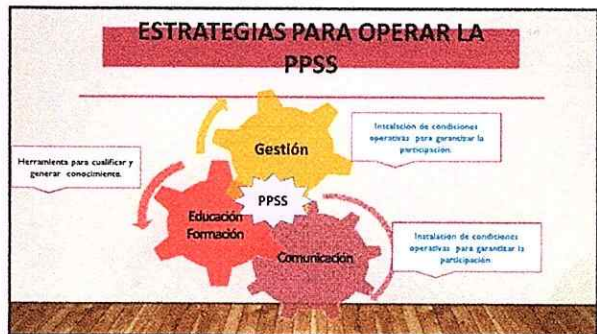 ESTRATEGIAS PARA OPERAR LA
PPSS
Gestión
Instalación de condiciones
operativas para garantizar la
participación.
Herramienta para cualificar y
generar conocimiento.
PPSS
Educación
Formación
Comunicación
Instalación de condiciones
operativas para garantizar la
participación